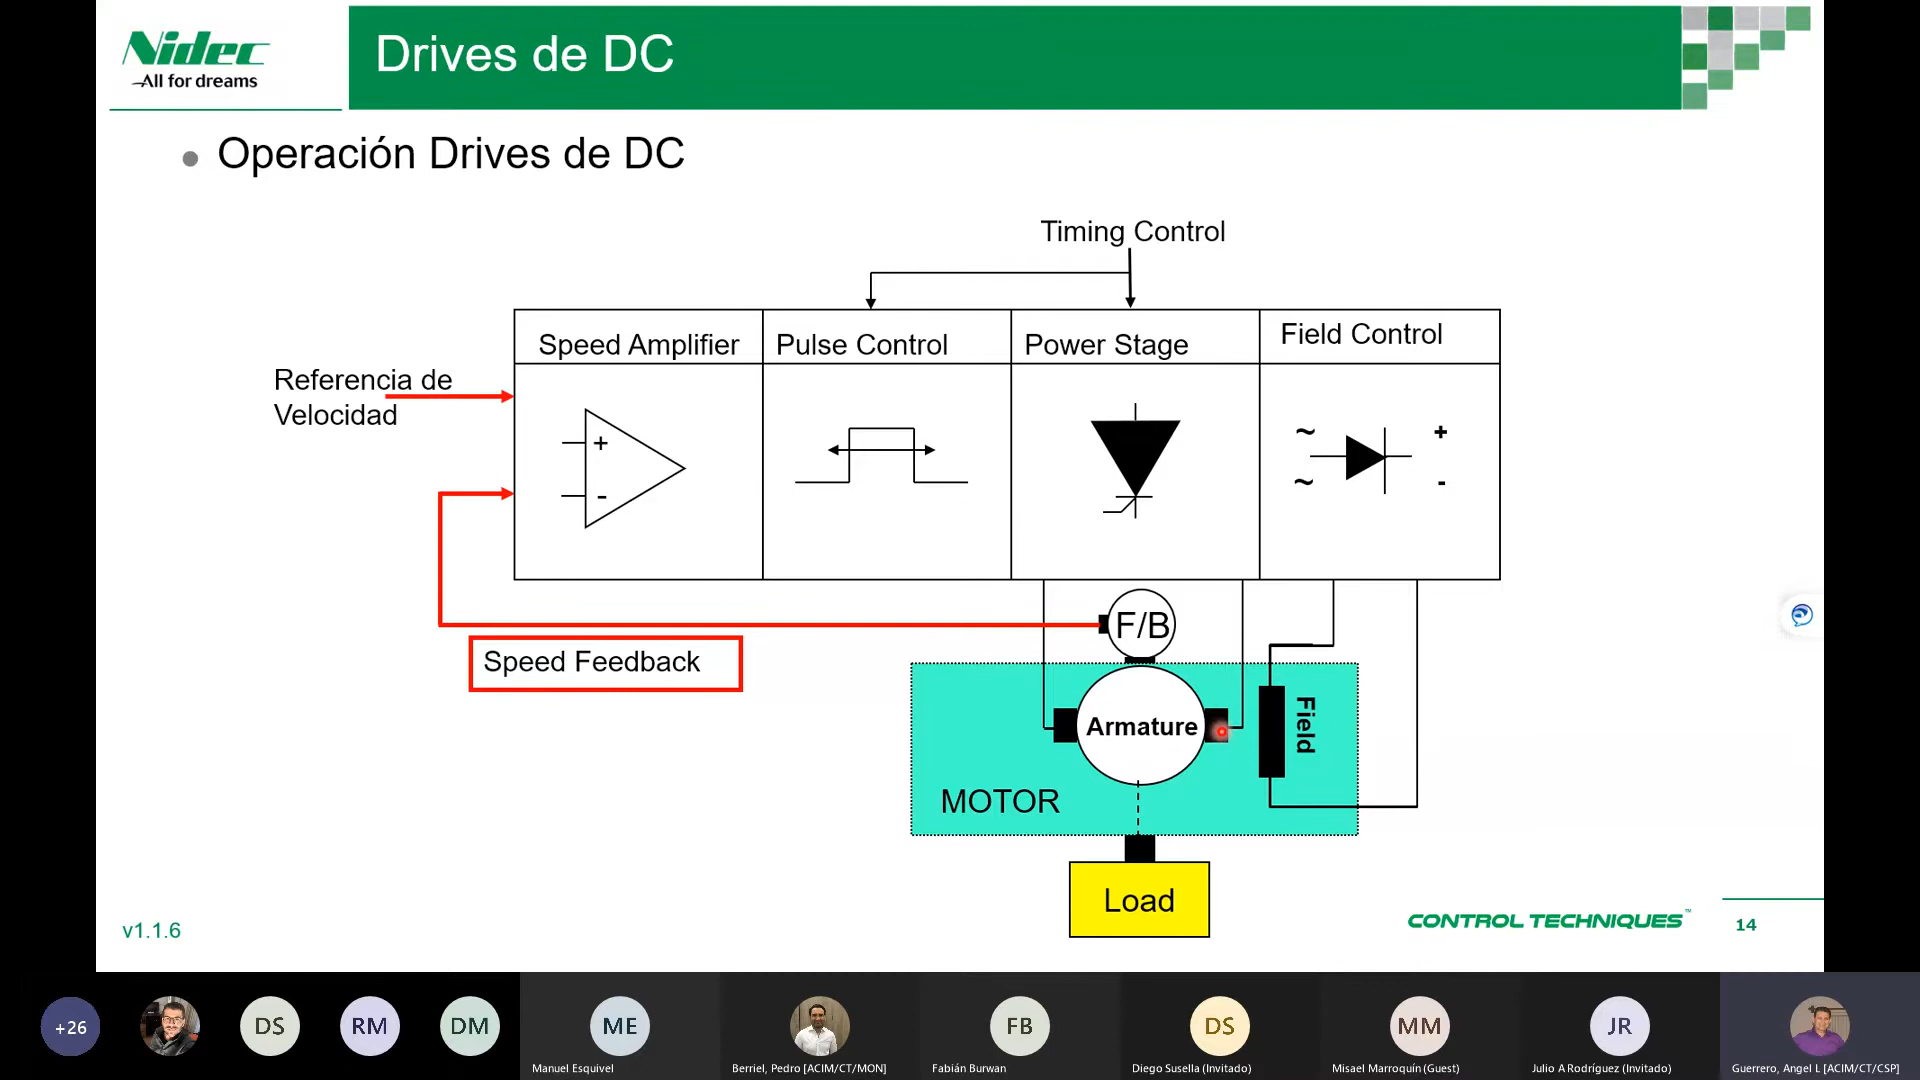 Nidec
All for dreams
Drives de DC
Operación Drives de DC
Timing Control
Speed Amplifier
Pulse Control
Power Stage
Field Control
Referencia de
Velocidad
+
-
~
~
+
-
F/B
Speed Feedback
Armature
Field
MOTOR
Load
v1.1.6
CONTROL TECHNIQUES™
14
+26
DS
RM
DM
ME
FB
DS
MM
JR
Manuel Esquivel
Berriel, Pedro [ACIM/CT/MON]
Fabián Burwan
Diego Susella (Invitado)
Misael Marroquín (Guest)
Julio A Rodríguez (Invitado)
Guerrero, Angel L [ACIM/CT/CSP]